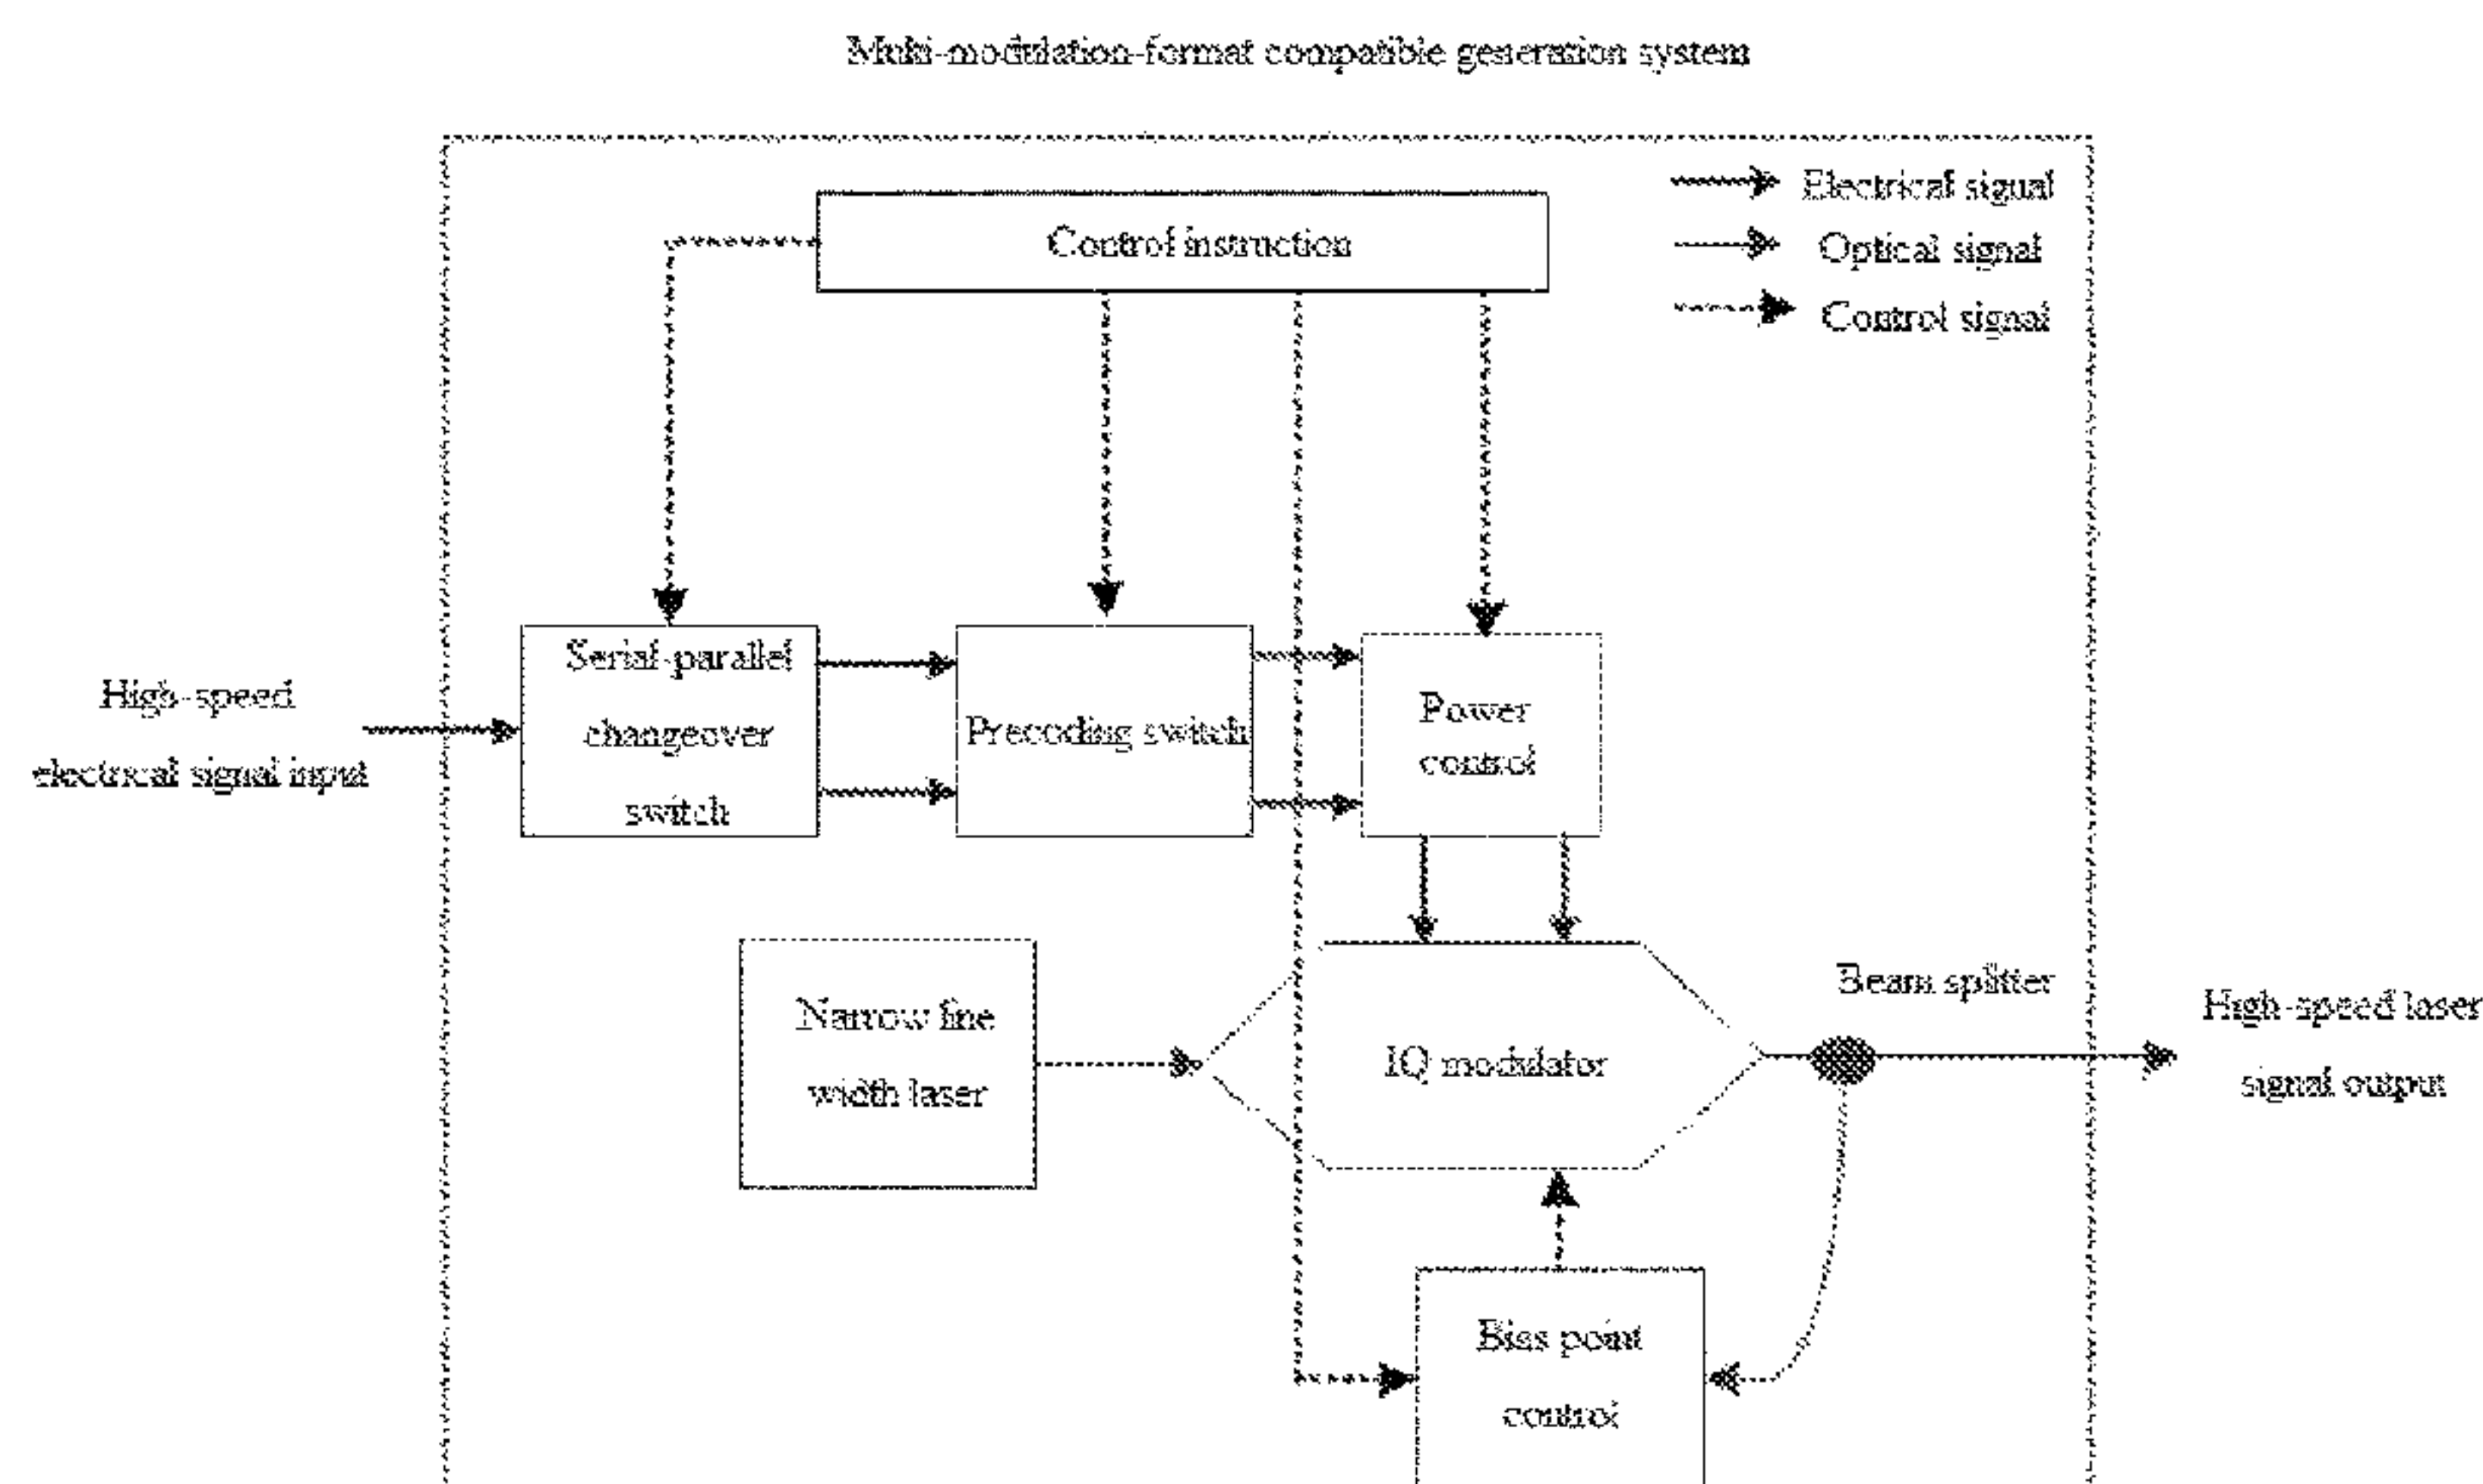 Multi-modulation-format compatible generation system
Electrical signal
Optical signal
Control signal
Control instruction
High-speed
electrical signal input
Serial-parallel
changeover
switch
Precoding switch
Power
control
Narrow line
width laser
IQ modulator
Beam splitter
High-speed laser
signal output
Bias point
control